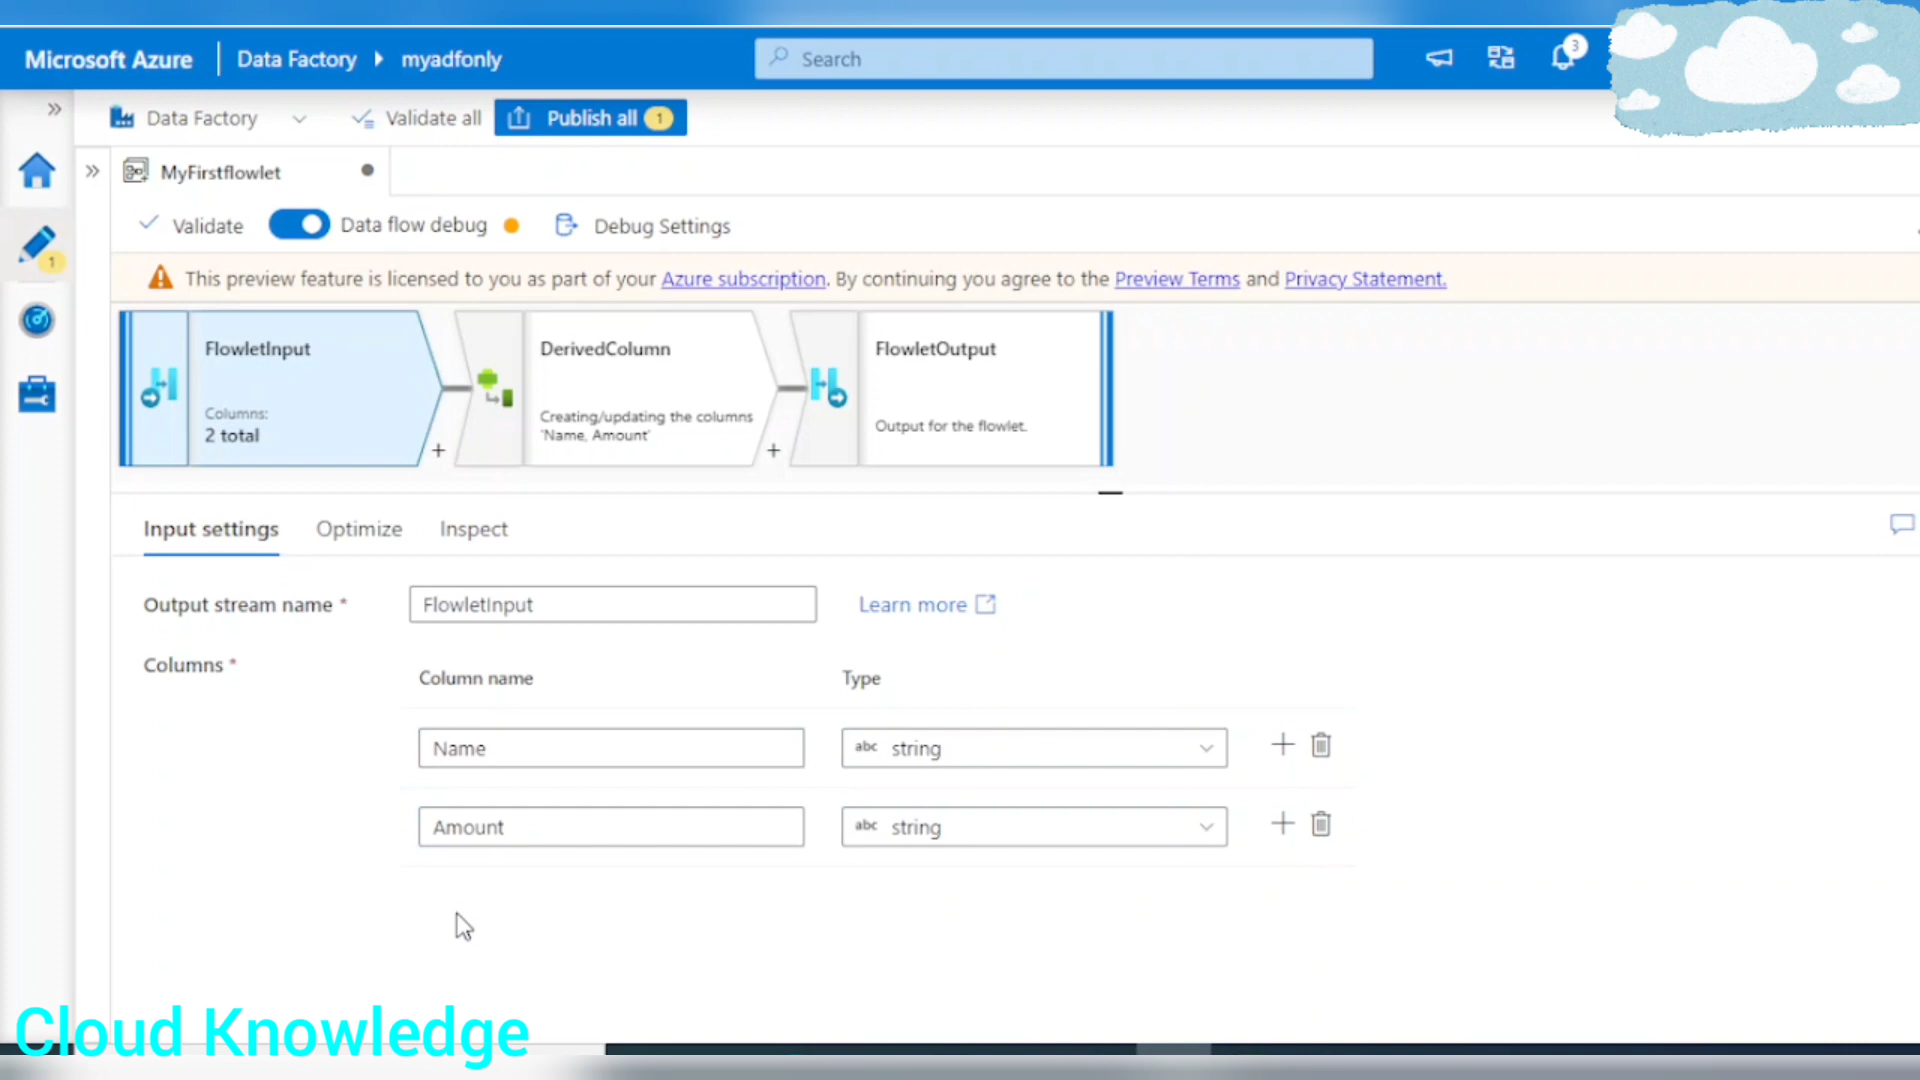 Microsoft Azure Data Factory myadfonly Search 3
Data Factory Validate all Publish all 1
MyFirstflowlet
Validate Data flow debug Debug Settings
1
This preview feature is licensed to you as part of your Azure subscription. By continuing you agree to the Preview Terms and Privacy Statement.
FlowletInput
Columns:
2 total
+
DerivedColumn
Creating/updating the columns
'Name, Amount'
+
FlowletOutput
Output for the flowlet.
Input settings Optimize Inspect
Output stream name * FlowletInput Learn more
Columns *
Column name Type
Name abc string
Amount abc string
Cloud Knowledge